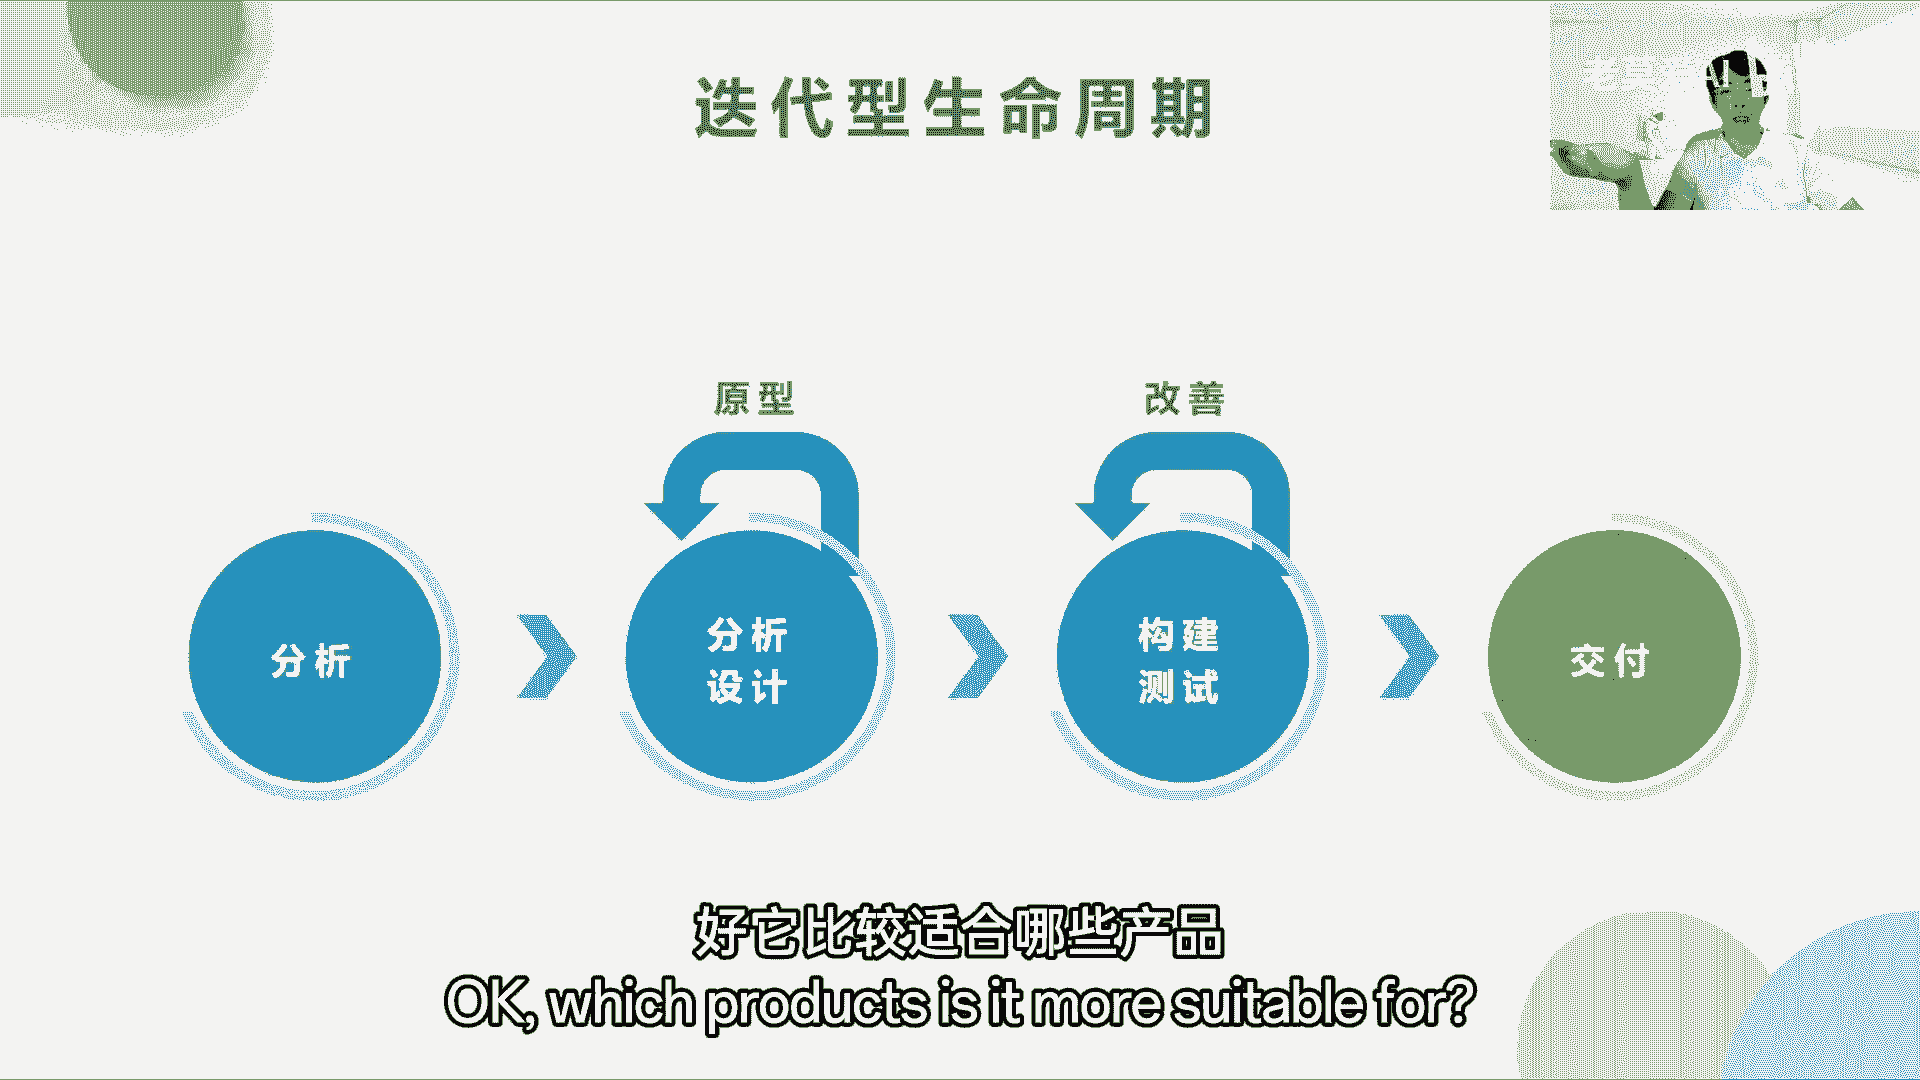 迭代型生命周期
原型
改善
分析
分析
设计
构建
测试
交付
好它比较适合哪些产品
OK, which products is it more suitable for?